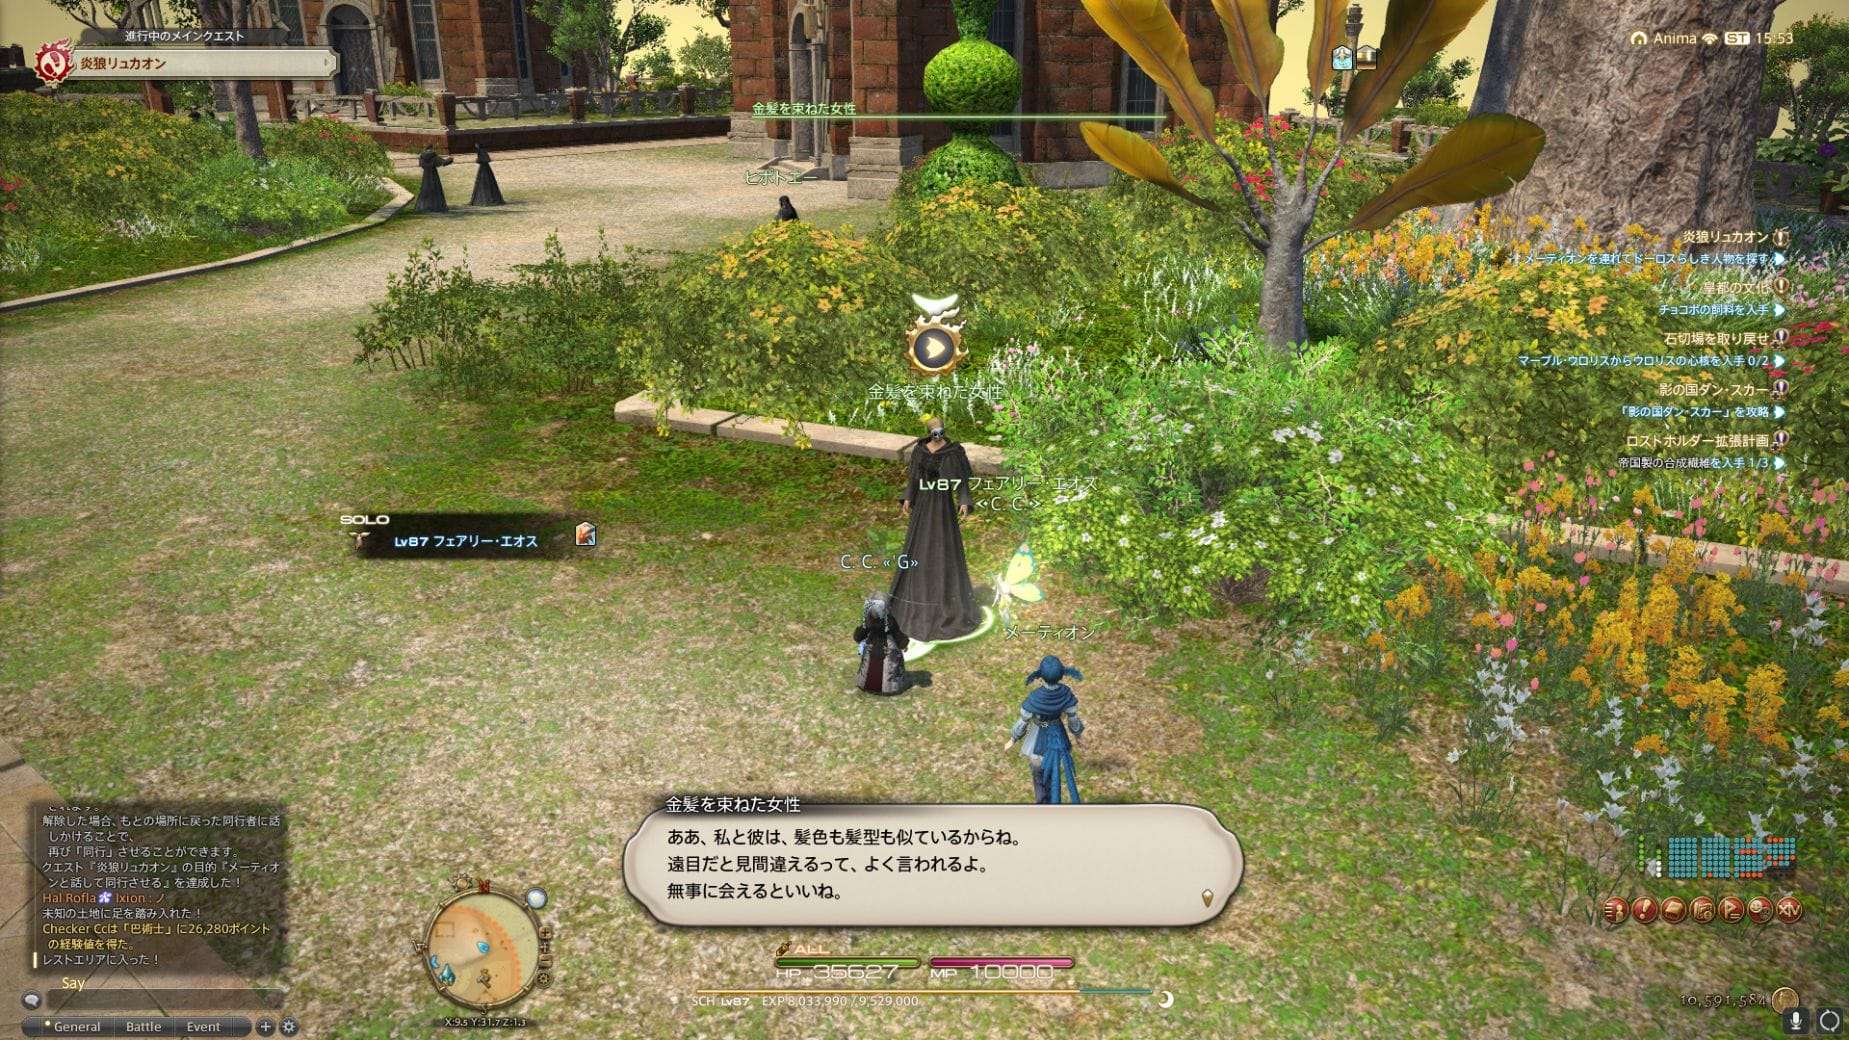 進行中のメインクエスト
炎狼リュカオン
Anima ST 15:53
金髪を束ねた女性
ヒポトエー
炎狼リュカオン
メーティオンを連れてドーロスらしき人物を探す
皇都の文化
チョコボの飼料を入手
石切場を取り戻せ
マーブル・ウロリスからウロリスの心核を入手 0/2
影の国ダン・スカー
「影の国ダン・スカー」を攻略
ロストホルダー拡張計画
帝国製の合成繊維を入手 1/3
金髪を束ねた女性
Lv87 フェアリー・エオス
«C. C.»
SOLO
Lv87 フェアリー・エオス
C. C. «G»
メーティオン
金髪を束ねた女性
ああ、私と彼は、髪色も髪型も似ているからね。
遠目だと見間違えるって、よく言われるよ。
無事に会えるといいね。
解除した場合、もとの場所に戻った同行者に話
しかけることで、
再び「同行」させることができます。
クエスト『炎狼リュカオン』の目的『メーティオ
ンと話して同行させる』を達成した！
Hal Rofla Ixion : ノ
未知の土地に足を踏み入れた！
Checker Ccは「巴術士」に26,280ポイント
の経験値を得た。
レストエリアに入った！
Say
General Battle Event
X:9.5 Y:31.7 Z:1.3
ALL
HP 35627 MP 10000
SCH Lv87 EXP 8,033,990 / 9,529,000
XIV
10,591,584